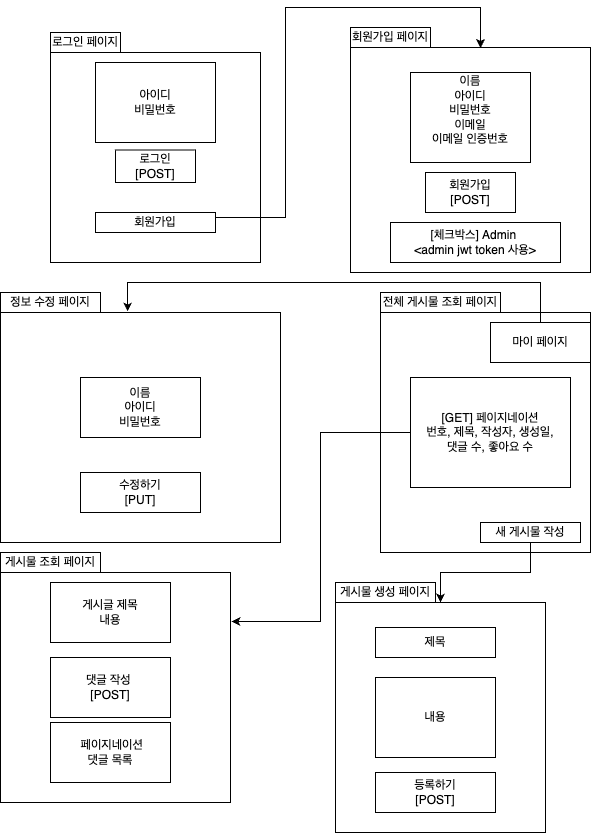 로그인 페이지
아이디
비밀번호
로그인
[POST]
회원가입
회원가입 페이지
이름
아이디
비밀번호
이메일
이메일 인증번호
회원가입
[POST]
[체크박스] Admin
<admin jwt token 사용>
정보 수정 페이지
이름
아이디
비밀번호
수정하기
[PUT]
전체 게시물 조회 페이지
마이 페이지
[GET] 페이지네이션
번호, 제목, 작성자, 생성일,
댓글 수, 좋아요 수
새 게시물 작성
게시물 조회 페이지
게시글 제목
내용
댓글 작성
[POST]
페이지네이션
댓글 목록
게시물 생성 페이지
제목
내용
등록하기
[POST]